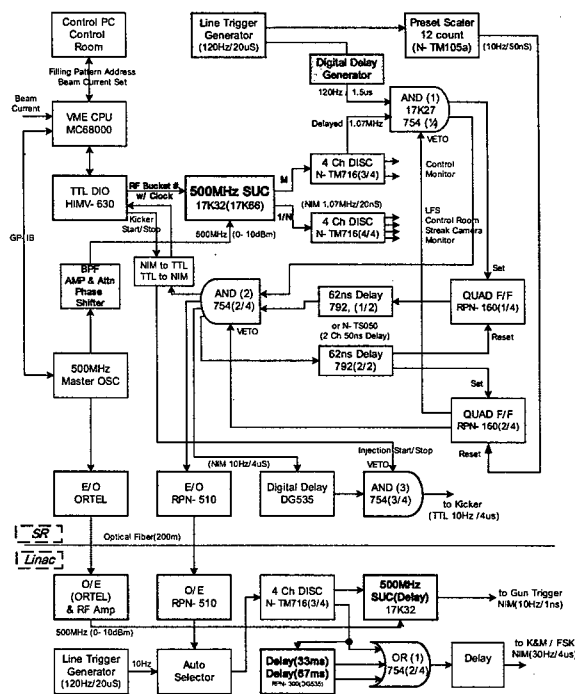 Control PC
Control
Room
Filling Pattern Address
Beam Current Set
Beam
Current
VME CPU
MC68000
GP-IB
TTL DIO
HIMV- 630
RF Bucket #
w/ Clock
Kicker
Start/Stop
500MHz SUC
17K32(17K66)
500MHz (0- 10dBm)
M
1/N
Line Trigger
Generator
(120Hz/20uS)
Digital Delay
Generator
120Hz / 1.5us
Preset Scaler
12 count
(N- TM105a)
(10Hz/50nS)
AND (1)
17K27
754 (¼)
VETO
Delayed 1.07MHz
4 Ch DISC
N- TM716(3/4)
Control
Monitor
(NIM 1.07MHz/20nS)
4 Ch DISC
N- TM716(4/4)
LFS
Control Room
Streak Camera
Monitor
BPF
AMP & Attn
Phase
Shifter
NIM to TTL
TTL to NIM
AND (2)
754(2/4)
VETO
62ns Delay
792, (1/2)
or N- TS050
(2 Ch 50ns Delay)
62ns Delay
792(2/2)
Set
QUAD F/F
RPN- 160(1/4)
Reset
Set
QUAD F/F
RPN- 160(2/4)
Reset
500MHz
Master OSC
E/O
ORTEL
E/O
RPN- 510
(NIM 10Hz/4uS)
Digital Delay
DG535
Injection Start/Stop
VETO
AND (3)
754(3/4)
to Kicker
(TTL 10Hz /4us)
SR
Optical Fiber(200m)
Linac
O/E
(ORTEL)
& RF Amp
500MHz (0- 10dBm)
O/E
RPN- 510
4 Ch DISC
N- TM716(3/4)
500MHz
SUC(Delay)
17K32
to Gun Trigger
NIM(10Hz/1ns)
Line Trigger
Generator
(120Hz/20uS)
10Hz
Auto
Selector
Delay(33ms)
Delay(67ms)
RPN- 300(DG535)
OR (1)
754(2/4)
Delay
to K&M / FSK
NIM(30Hz/4us)